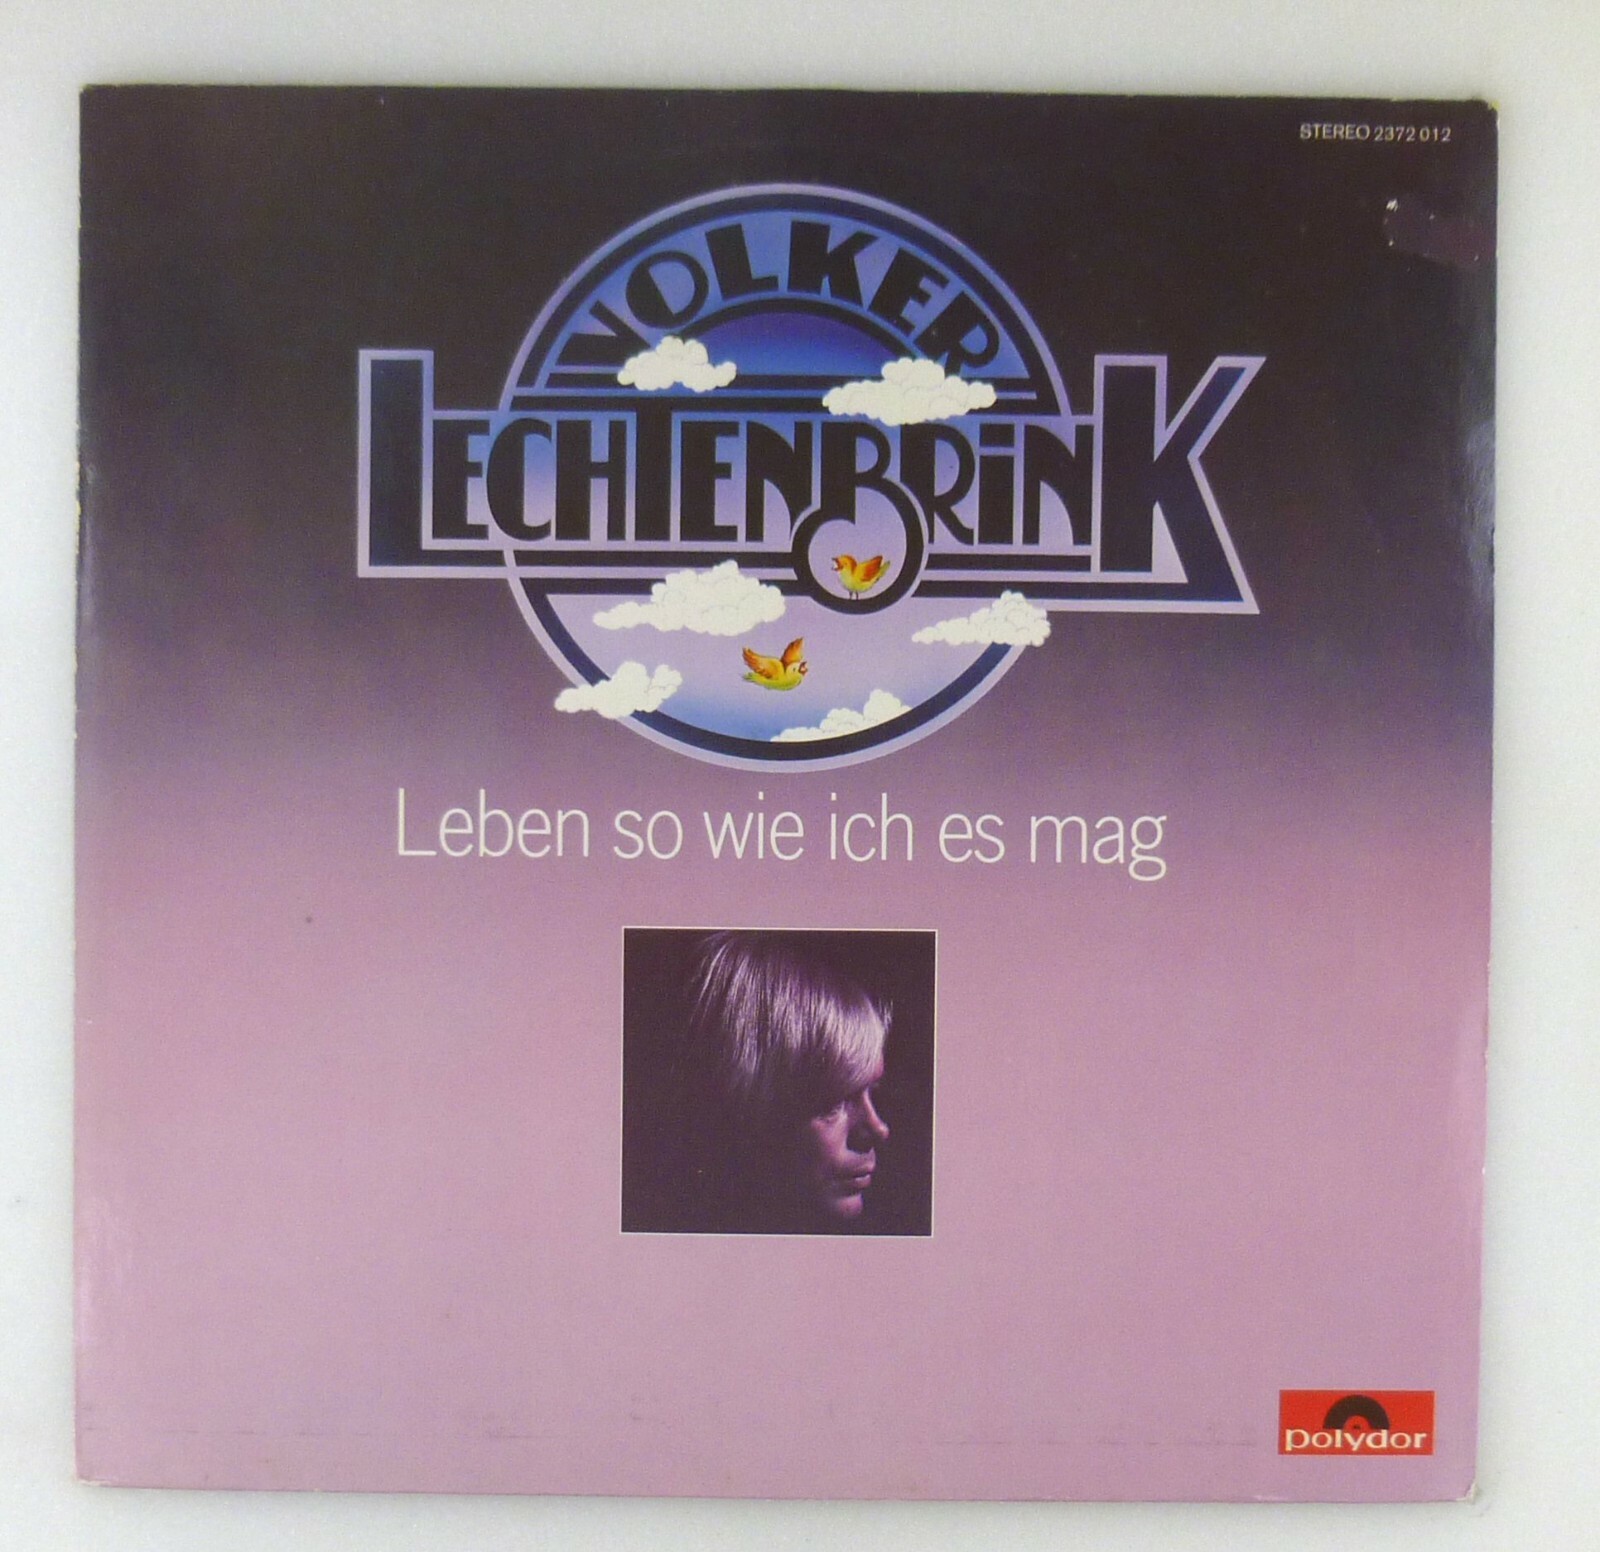 STEREO 2372 012
VOLKER
LECHTENBRiNK
Leben so wie ich es mag
polydor